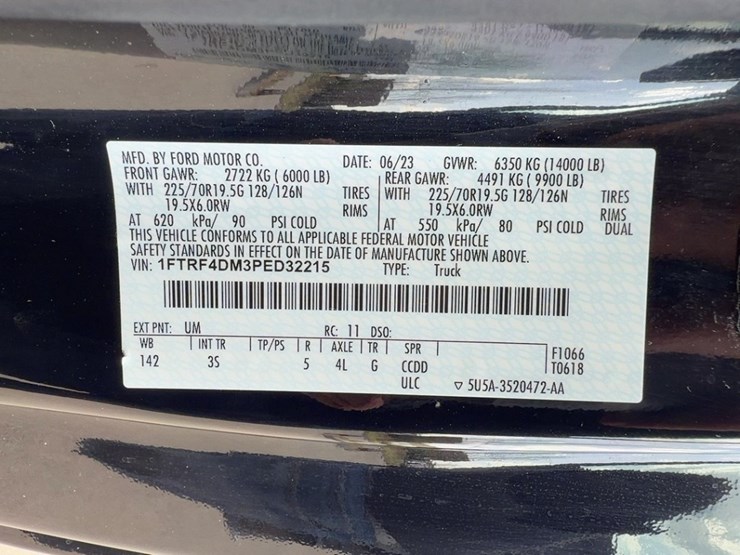 MFD. BY FORD MOTOR CO. DATE: 06/23 GVWR: 6350 KG (14000 LB)
FRONT GAWR: 2722 KG ( 6000 LB) REAR GAWR: 4491 KG ( 9900 LB)
WITH 225/70R19.5G 128/126N TIRES WITH 225/70R19.5G 128/126N TIRES
19.5X6.0RW RIMS 19.5X6.0RW RIMS
AT 620 kPa/ 90 PSI COLD AT 550 kPa/ 80 PSI COLD DUAL
THIS VEHICLE CONFORMS TO ALL APPLICABLE FEDERAL MOTOR VEHICLE
SAFETY STANDARDS IN EFFECT ON THE DATE OF MANUFACTURE SHOWN ABOVE.
VIN: 1FTRF4DM3PED32215 TYPE: Truck
EXT PNT: UM RC: 11 DSO:
WB INT TR TP/PS R AXLE TR SPR F1066
142 3S 5 4L G CCDD T0618
ULC ▽ 5U5A-3520472-AA